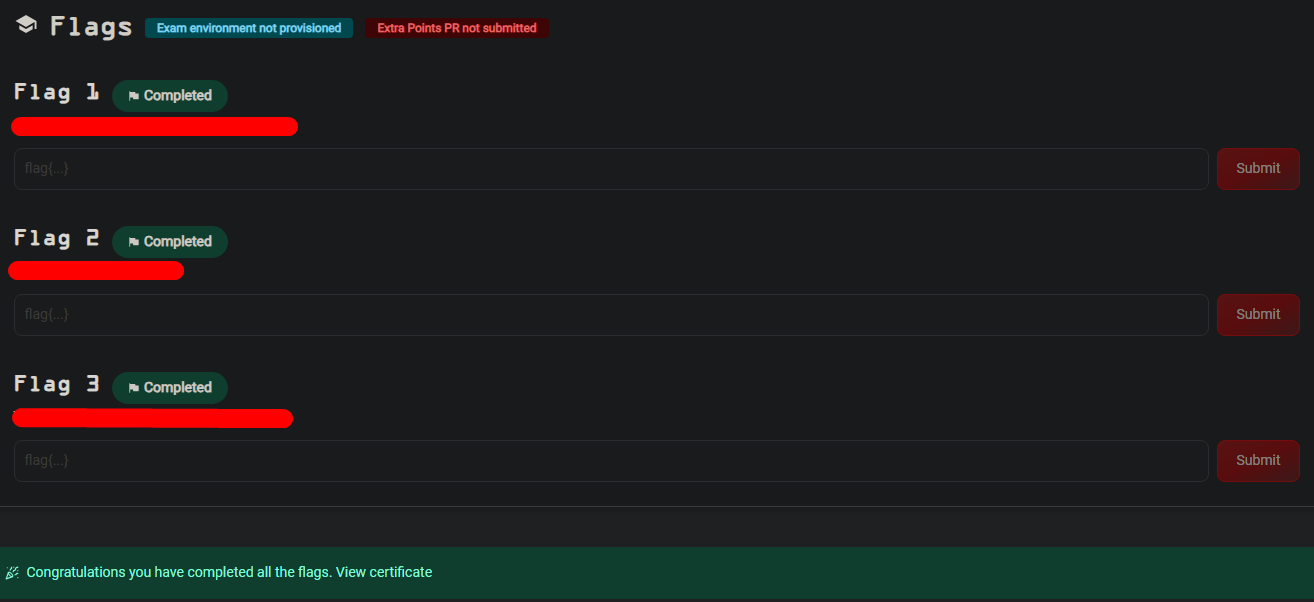 Flags Exam environment not provisioned Extra Points PR not submitted
Flag 1 Completed
flag{...} Submit
Flag 2 Completed
flag{...} Submit
Flag 3 Completed
flag{...} Submit
Congratulations you have completed all the flags. View certificate